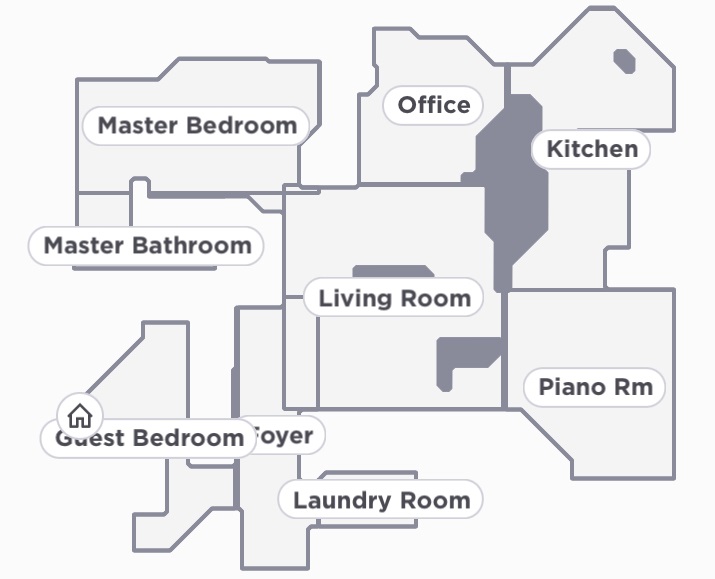 Office
Master Bedroom
Kitchen
Master Bathroom
Living Room
Piano Rm
Guest Bedroom
Foyer
Laundry Room